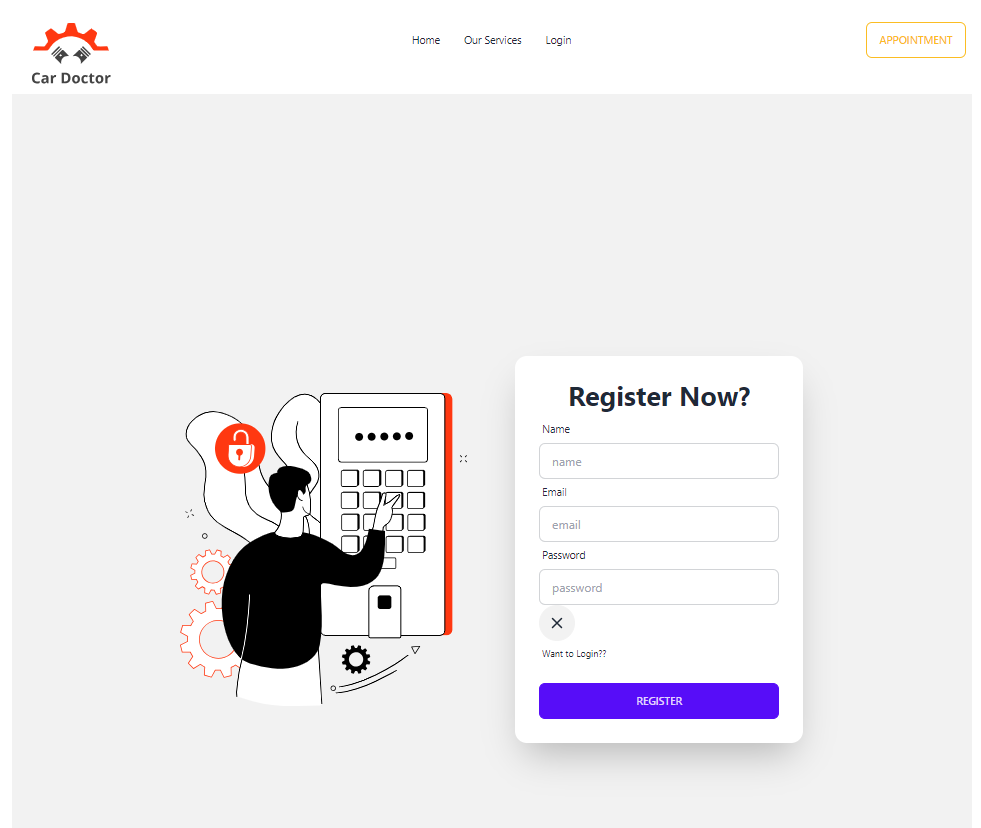 Car Doctor
Home
Our Services
Login
APPOINTMENT
Register Now?
Name
name
Email
email
Password
password
Want to Login??
REGISTER